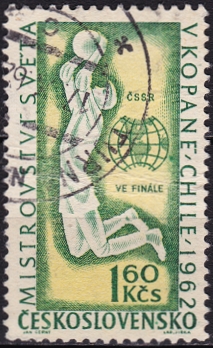 MISTROVSTVÍ SVĚTA
V KOPANÉ·CHILE·1962
ČSSR
VE FINÁLE
1 60
Kčs
ČESKOSLOVENSKO